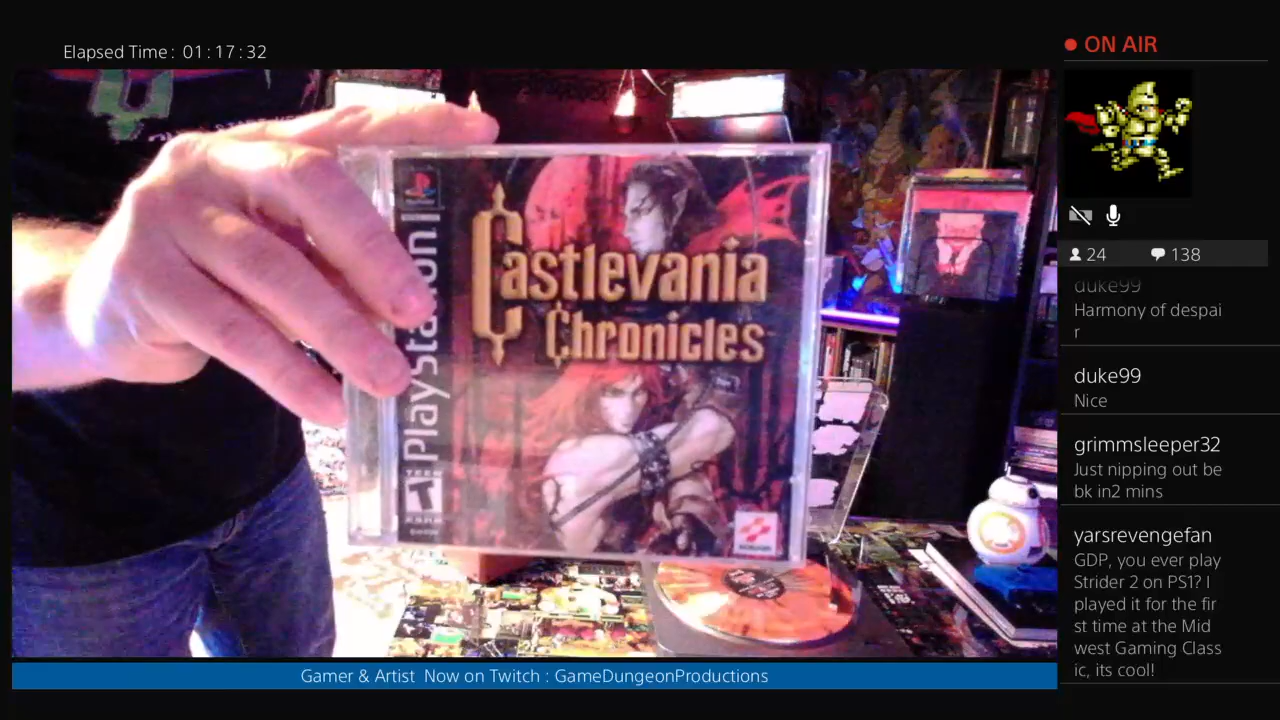 Elapsed Time : 01 : 17 : 32
ON AIR
PlayStation
Castlevania
Chronicles
TEEN
T
KONAMI
24 138
duke99
Harmony of despai
r
duke99
Nice
grimmsleeper32
Just nipping out be
bk in2 mins
yarsrevengefan
GDP, you ever play
Strider 2 on PS1? I
played it for the fir
st time at the Mid
west Gaming Class
ic, its cool!
Gamer & Artist Now on Twitch : GameDungeonProductions